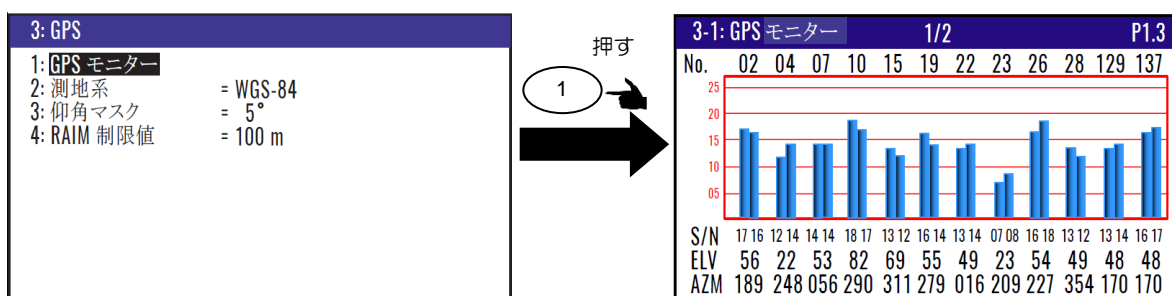 3: GPS
1: GPS モニター
2: 測地系 = WGS-84
3: 仰角マスク = 5°
4: RAIM 制限値 = 100 m
押す
1
3-1: GPS モニター 1/2 P1.3
No. 02 04 07 10 15 19 22 23 26 28 129 137
25
20
15
10
05
S/N 17 16 12 14 14 14 18 17 13 12 16 14 13 14 07 08 16 18 13 12 13 14 16 17
ELV 56 22 53 82 69 55 49 23 54 49 48 48
AZM 189 248 056 290 311 279 016 209 227 354 170 170